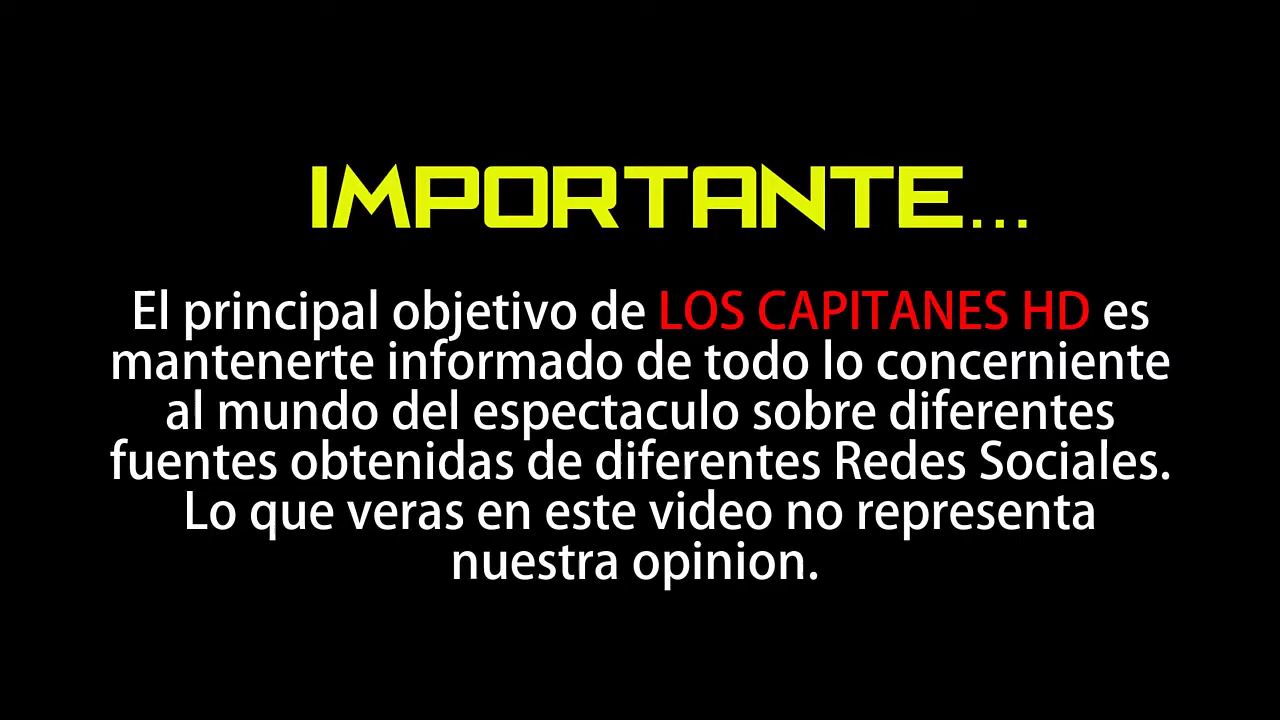 IMPORTANTE...
El principal objetivo de LOS CAPITANES HD es
mantenerte informado de todo lo concerniente
al mundo del espectaculo sobre diferentes
fuentes obtenidas de diferentes Redes Sociales.
Lo que veras en este video no representa
nuestra opinion.